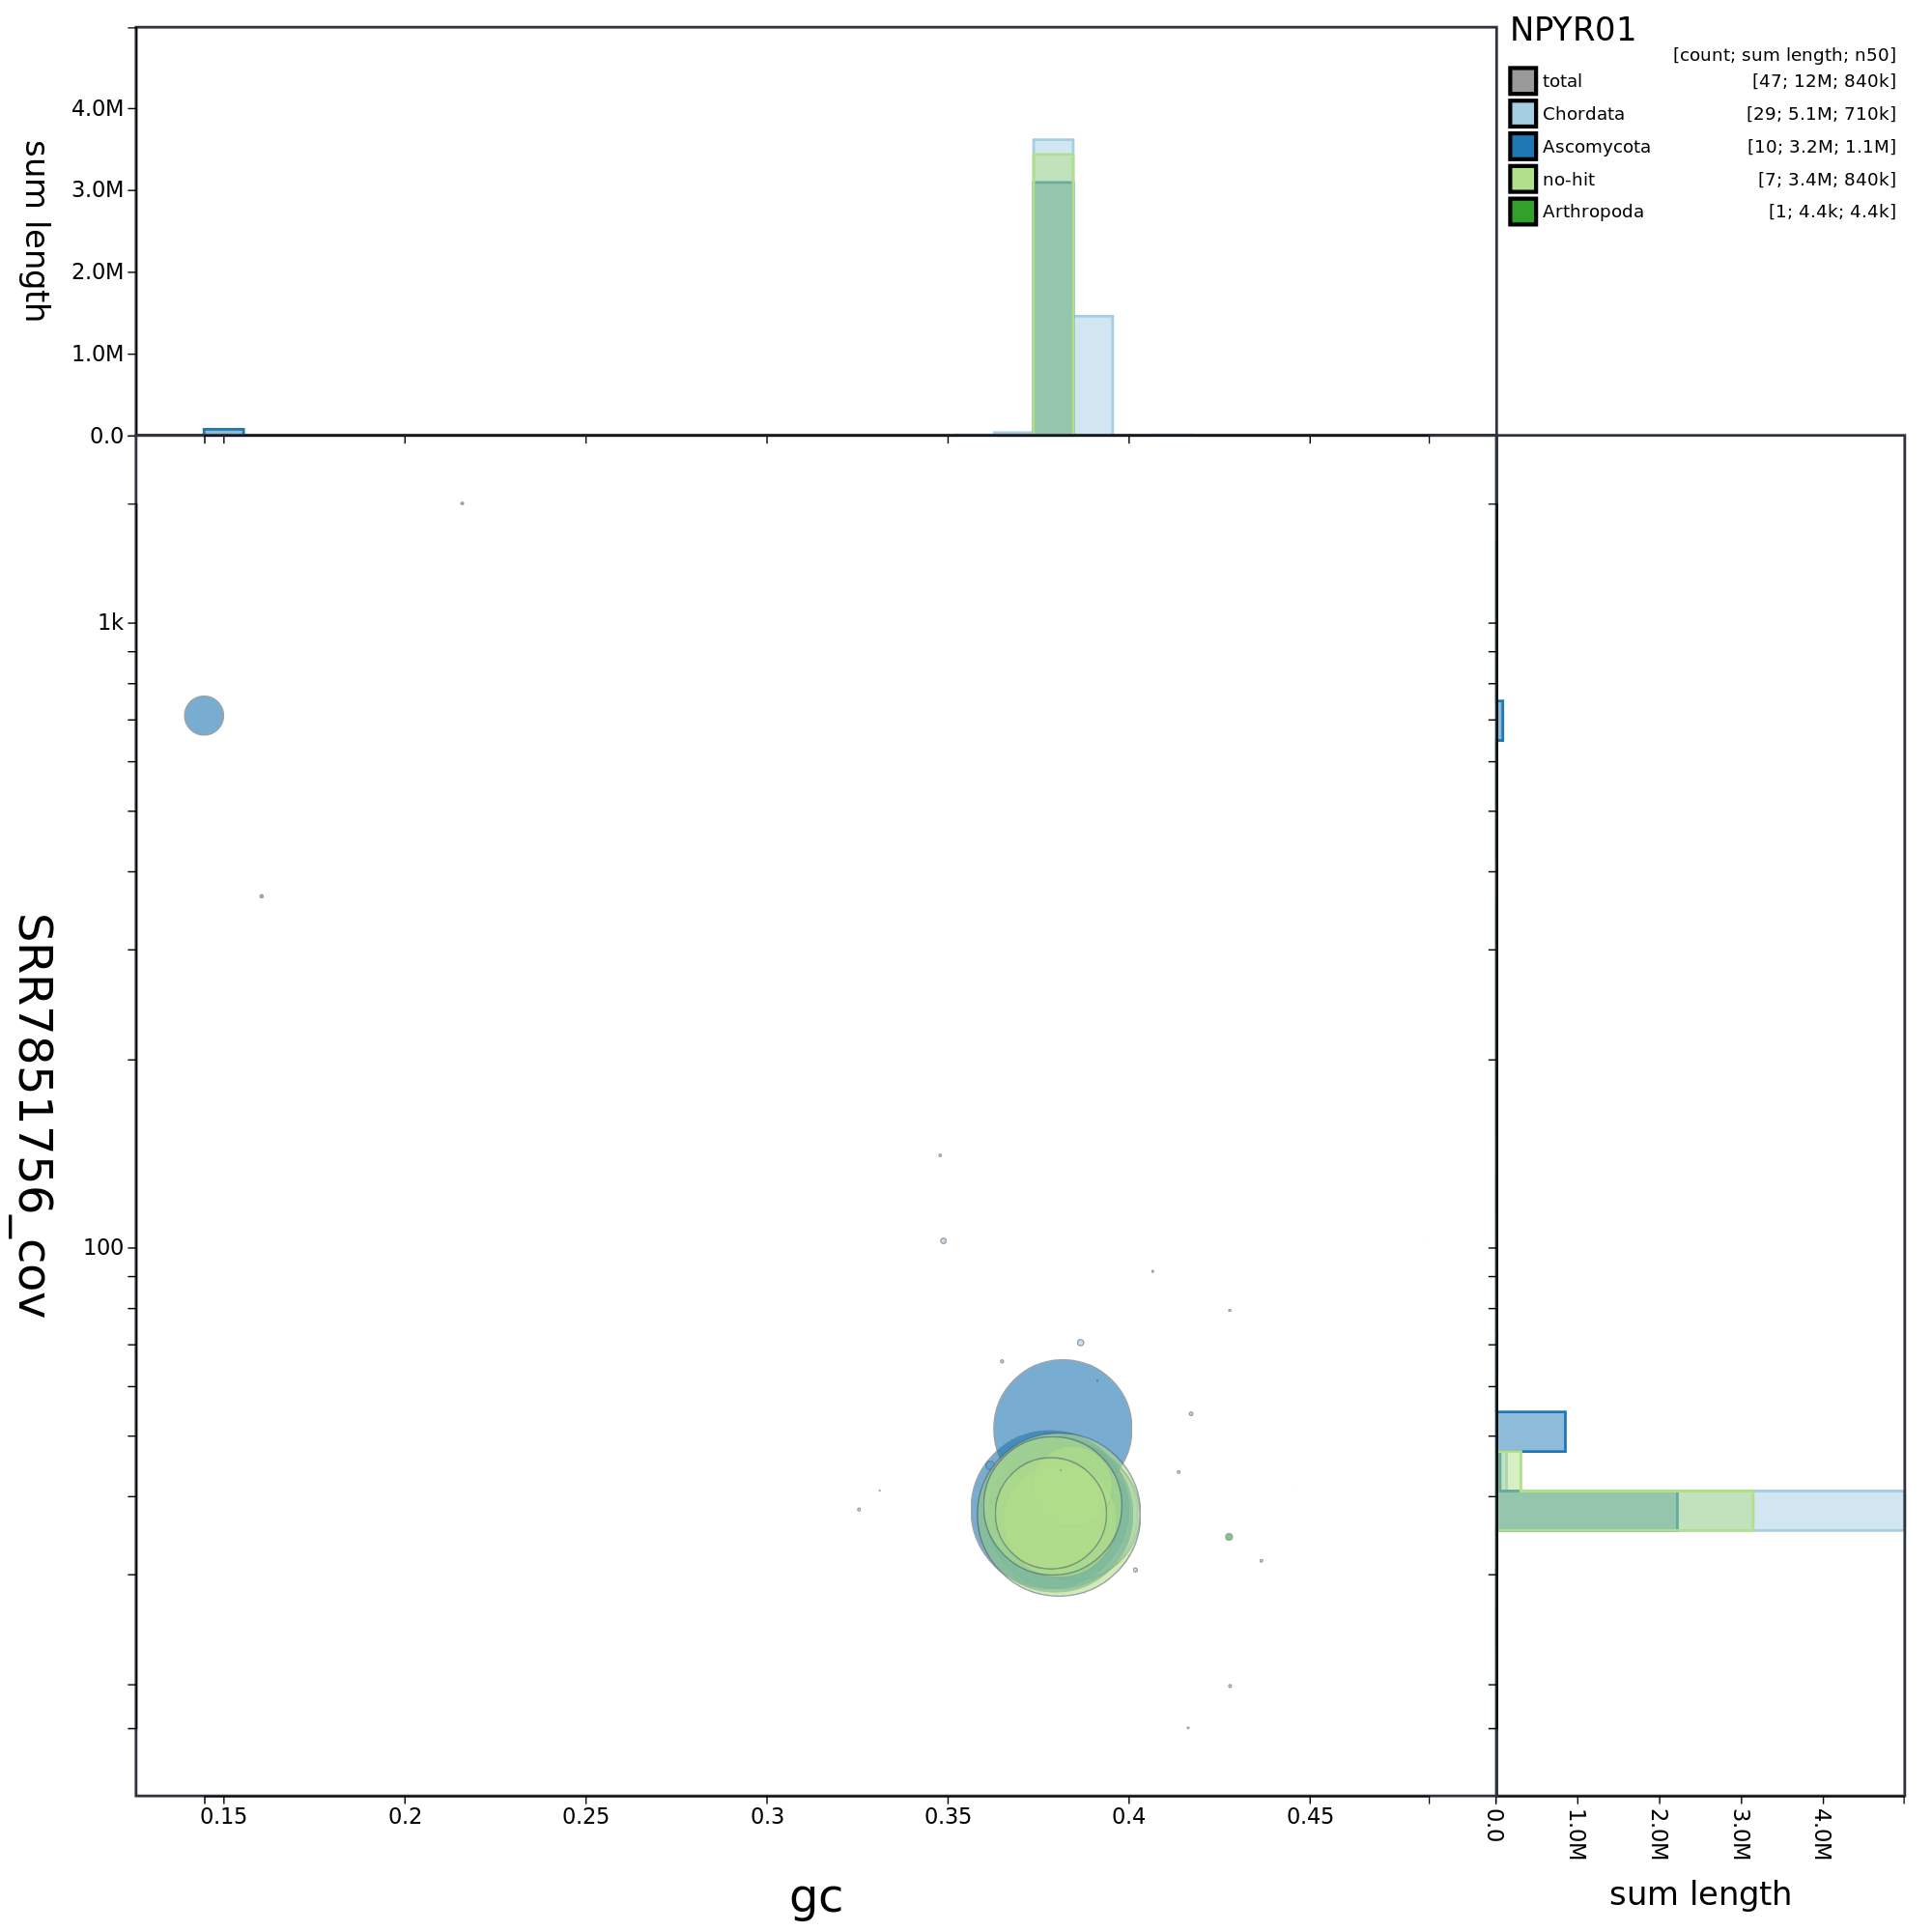 NPYR01
[count; sum length; n50]
total [47; 12M; 840k]
Chordata [29; 5.1M; 710k]
Ascomycota [10; 3.2M; 1.1M]
no-hit [7; 3.4M; 840k]
Arthropoda [1; 4.4k; 4.4k]
sum length
4.0M
3.0M
2.0M
1.0M
0.0
SRR7851756_cov
1k
100
0.15 0.2 0.25 0.3 0.35 0.4 0.45
gc
0.0 1.0M 2.0M 3.0M 4.0M
sum length